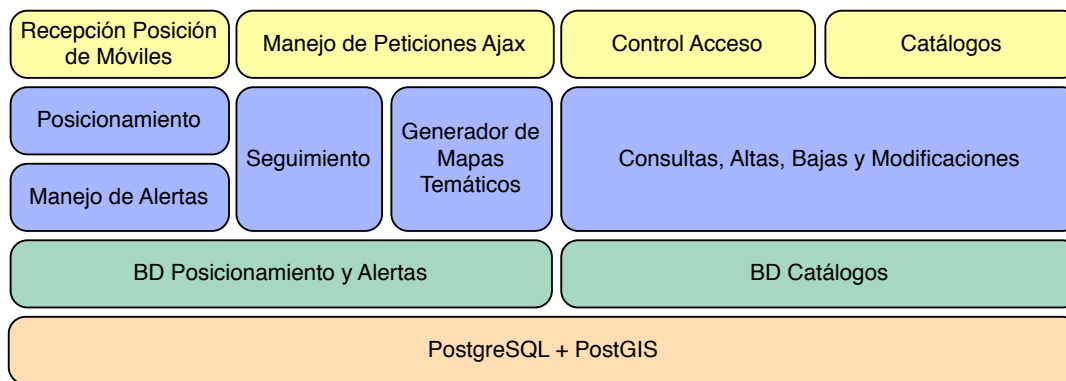 Recepción Posición
de Móviles
Manejo de Peticiones Ajax
Control Acceso
Catálogos
Posicionamiento
Manejo de Alertas
Seguimiento
Generador de
Mapas
Temáticos
Consultas, Altas, Bajas y Modificaciones
BD Posicionamiento y Alertas
BD Catálogos
PostgreSQL + PostGIS